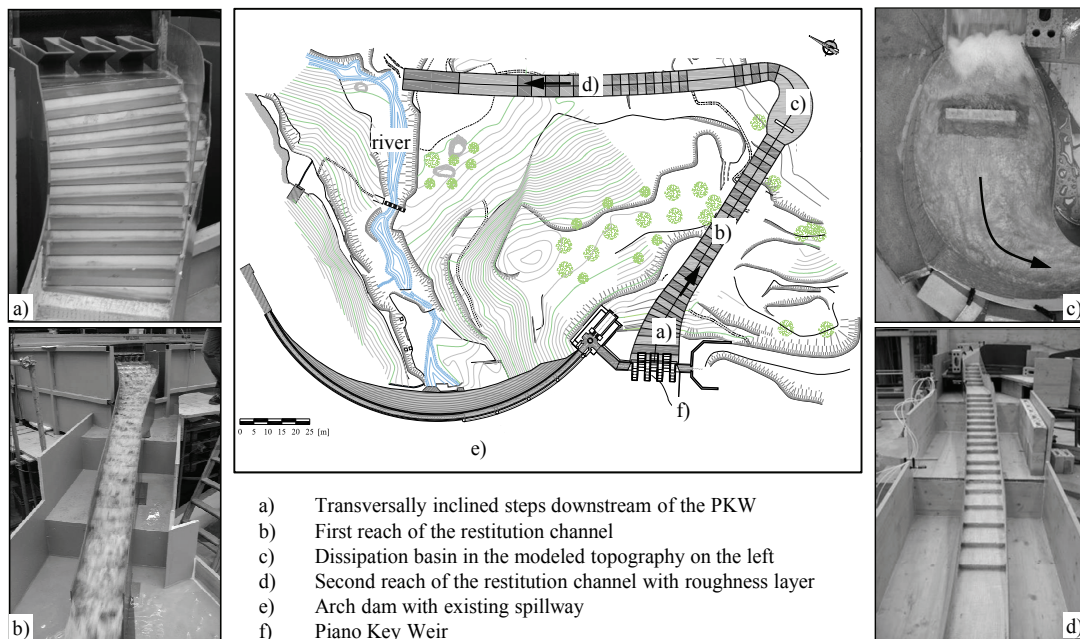 a)
b)
river
d)
c)
b)
a)
f)
e)
0 5 10 15 20 25 [m]
c)
d)
a) Transversally inclined steps downstream of the PKW
b) First reach of the restitution channel
c) Dissipation basin in the modeled topography on the left
d) Second reach of the restitution channel with roughness layer
e) Arch dam with existing spillway
f) Piano Key Weir